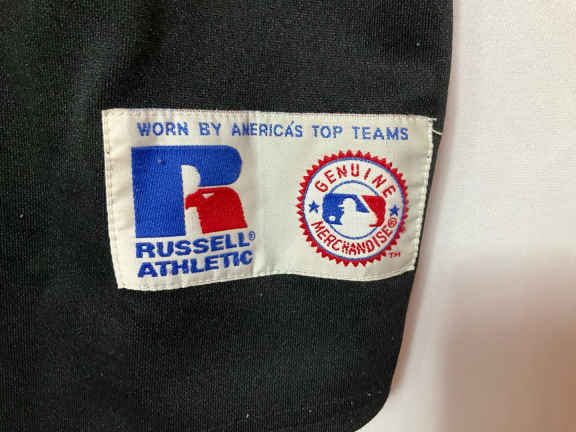 WORN BY AMERICA'S TOP TEAMS
R
RUSSELL®
ATHLETIC
GENUINE
MERCHANDISE®
TM